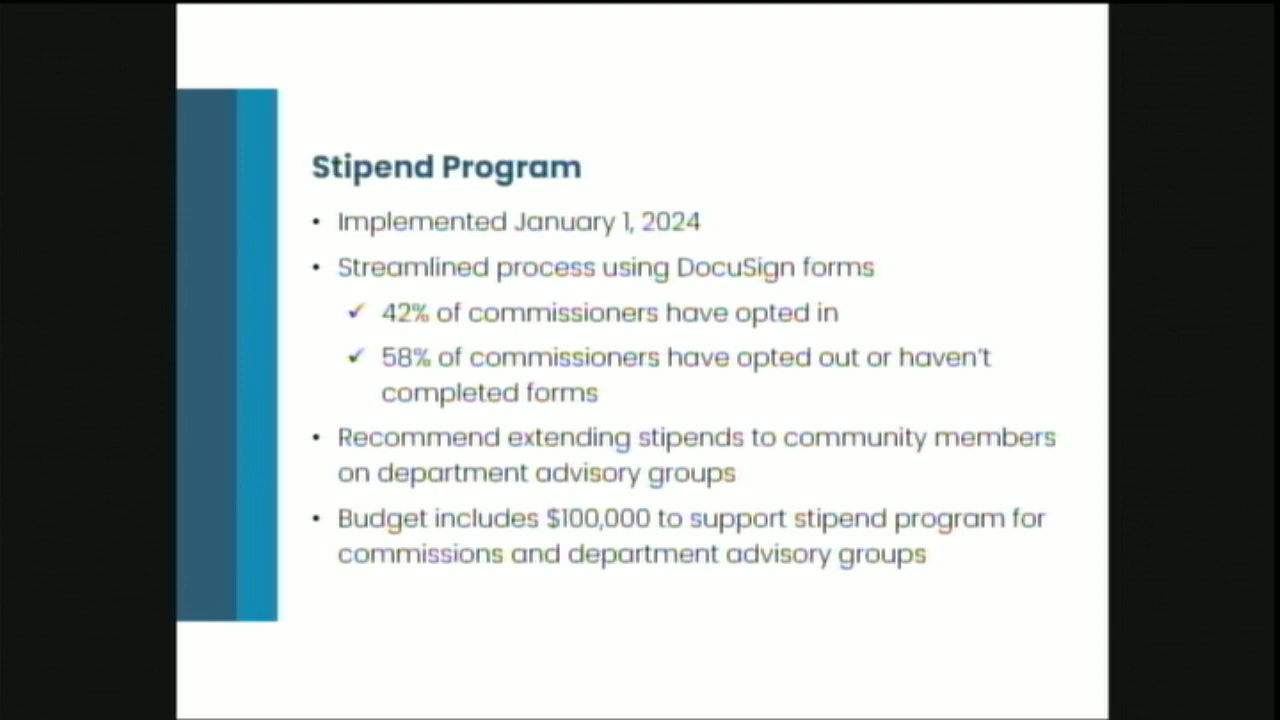 Stipend Program
• Implemented January 1, 2024
• Streamlined process using DocuSign forms
✓ 42% of commissioners have opted in
✓ 58% of commissioners have opted out or haven't
completed forms
• Recommend extending stipends to community members
on department advisory groups
• Budget includes $100,000 to support stipend program for
commissions and department advisory groups